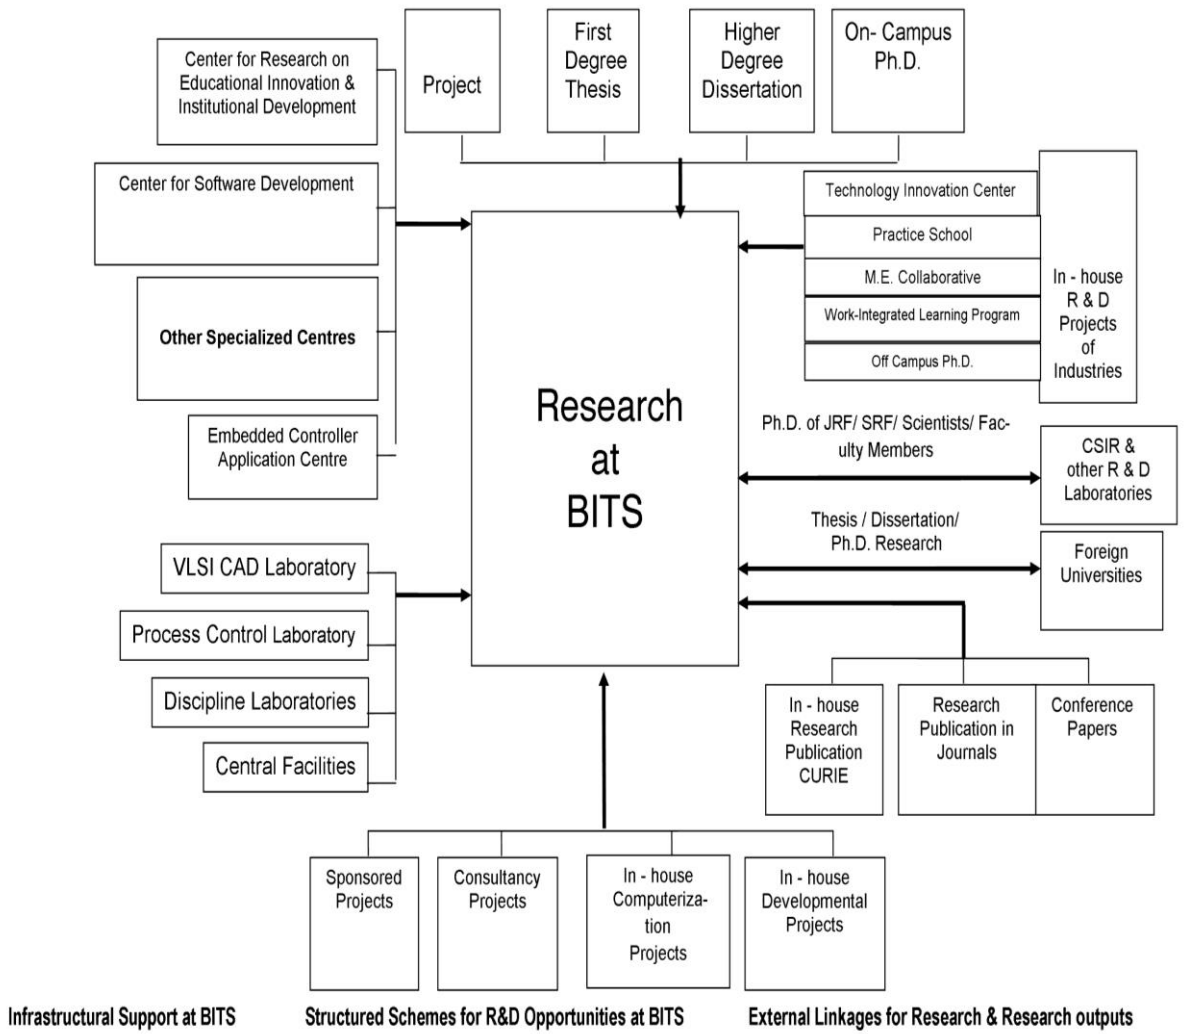 Center for Research on
Educational Innovation &
Institutional Development
Project
First
Degree
Thesis
Higher
Degree
Dissertation
On- Campus
Ph.D.
Center for Software Development
Technology Innovation Center
Practice School
M.E. Collaborative
Work-Integrated Learning Program
Off Campus Ph.D.
In - house
R & D
Projects
of
Industries
Other Specialized Centres
Embedded Controller
Application Centre
Research
at
BITS
Ph.D. of JRF/ SRF/ Scientists/ Fac-
ulty Members
CSIR &
other R & D
Laboratories
Thesis / Dissertation/
Ph.D. Research
Foreign
Universities
VLSI CAD Laboratory
Process Control Laboratory
Discipline Laboratories
Central Facilities
In - house
Research
Publication
CURIE
Research
Publication in
Journals
Conference
Papers
Sponsored
Projects
Consultancy
Projects
In - house
Computeriza-
tion
Projects
In - house
Developmental
Projects
Infrastructural Support at BITS
Structured Schemes for R&D Opportunities at BITS
External Linkages for Research & Research outputs